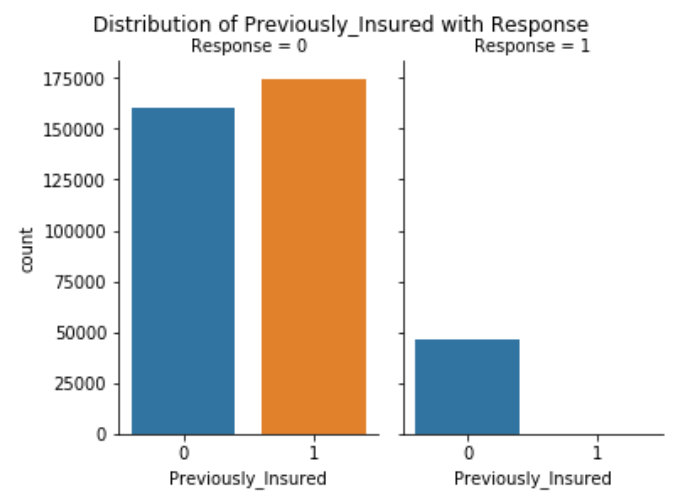 Distribution of Previously_Insured with Response
Response = 0
Response = 1
175000
150000
125000
100000
75000
50000
25000
0
count
0
1
0
1
Previously_Insured
Previously_Insured